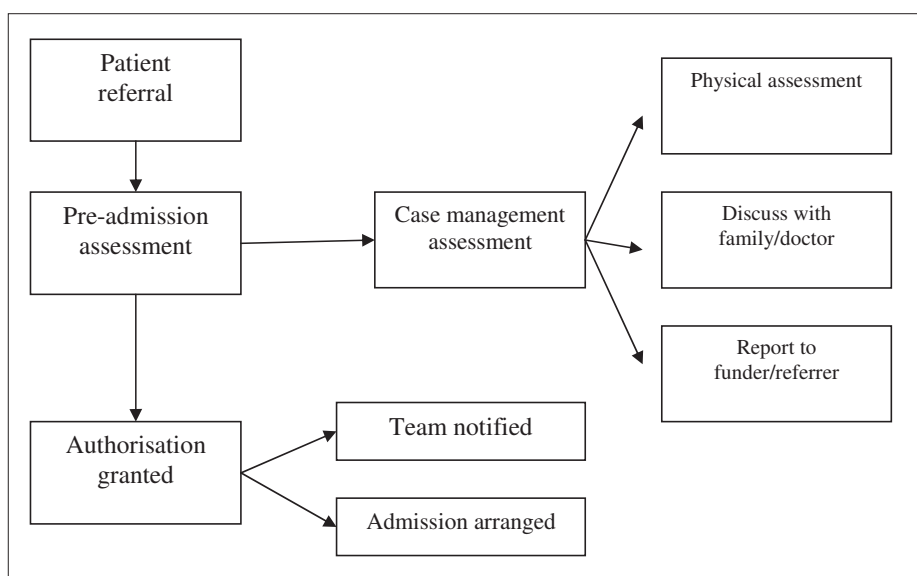 Patient
referral
Physical assessment
Pre-admission
assessment
Case management
assessment
Discuss with
family/doctor
Report to
funder/referrer
Authorisation
granted
Team notified
Admission arranged